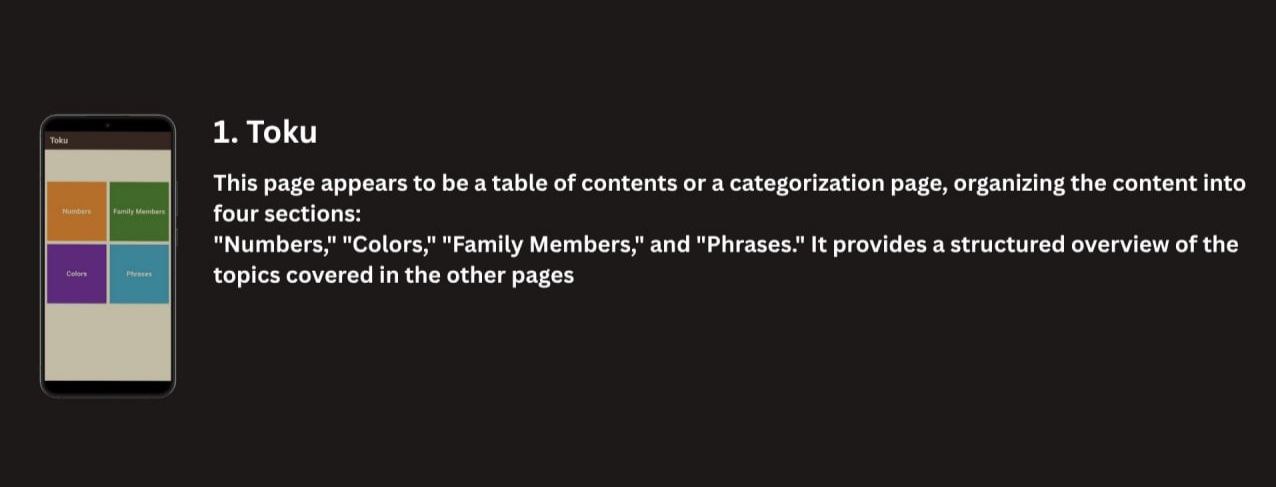 Toku
Numbers
Family Members
Colors
Phrases
1. Toku
This page appears to be a table of contents or a categorization page, organizing the content into
four sections:
"Numbers," "Colors," "Family Members," and "Phrases." It provides a structured overview of the
topics covered in the other pages